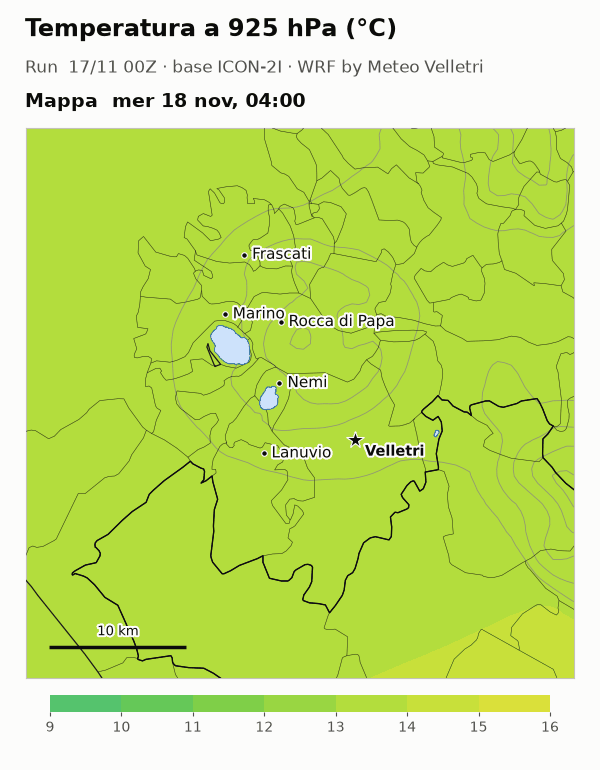 Temperatura a 925 hPa (°C)
Run  17/11 00Z · base ICON-2I · WRF by Meteo Velletri
Mappa  mer 18 nov, 04:00
Frascati
Marino
Rocca di Papa
Nemi
Velletri
Lanuvio
10 km
9 10 11 12 13 14 15 16